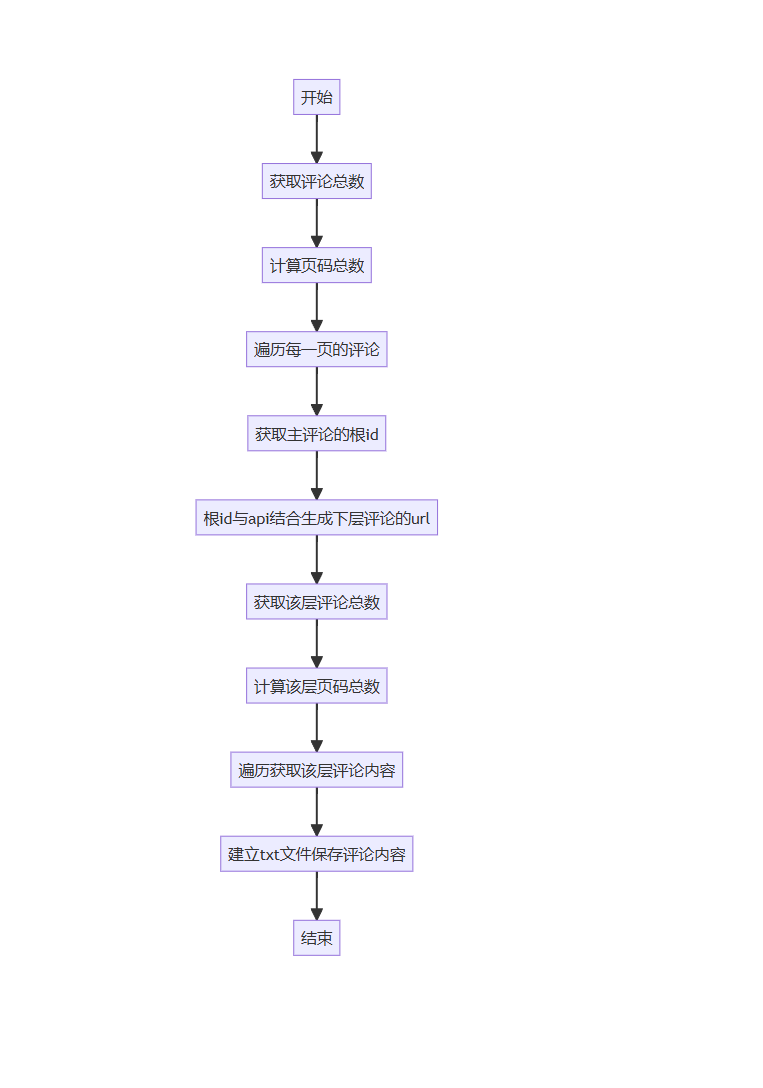 开始
获取评论总数
计算页码总数
遍历每一页的评论
获取主评论的根id
根id与api结合生成下层评论的url
获取该层评论总数
计算该层页码总数
遍历获取该层评论内容
建立txt文件保存评论内容
结束